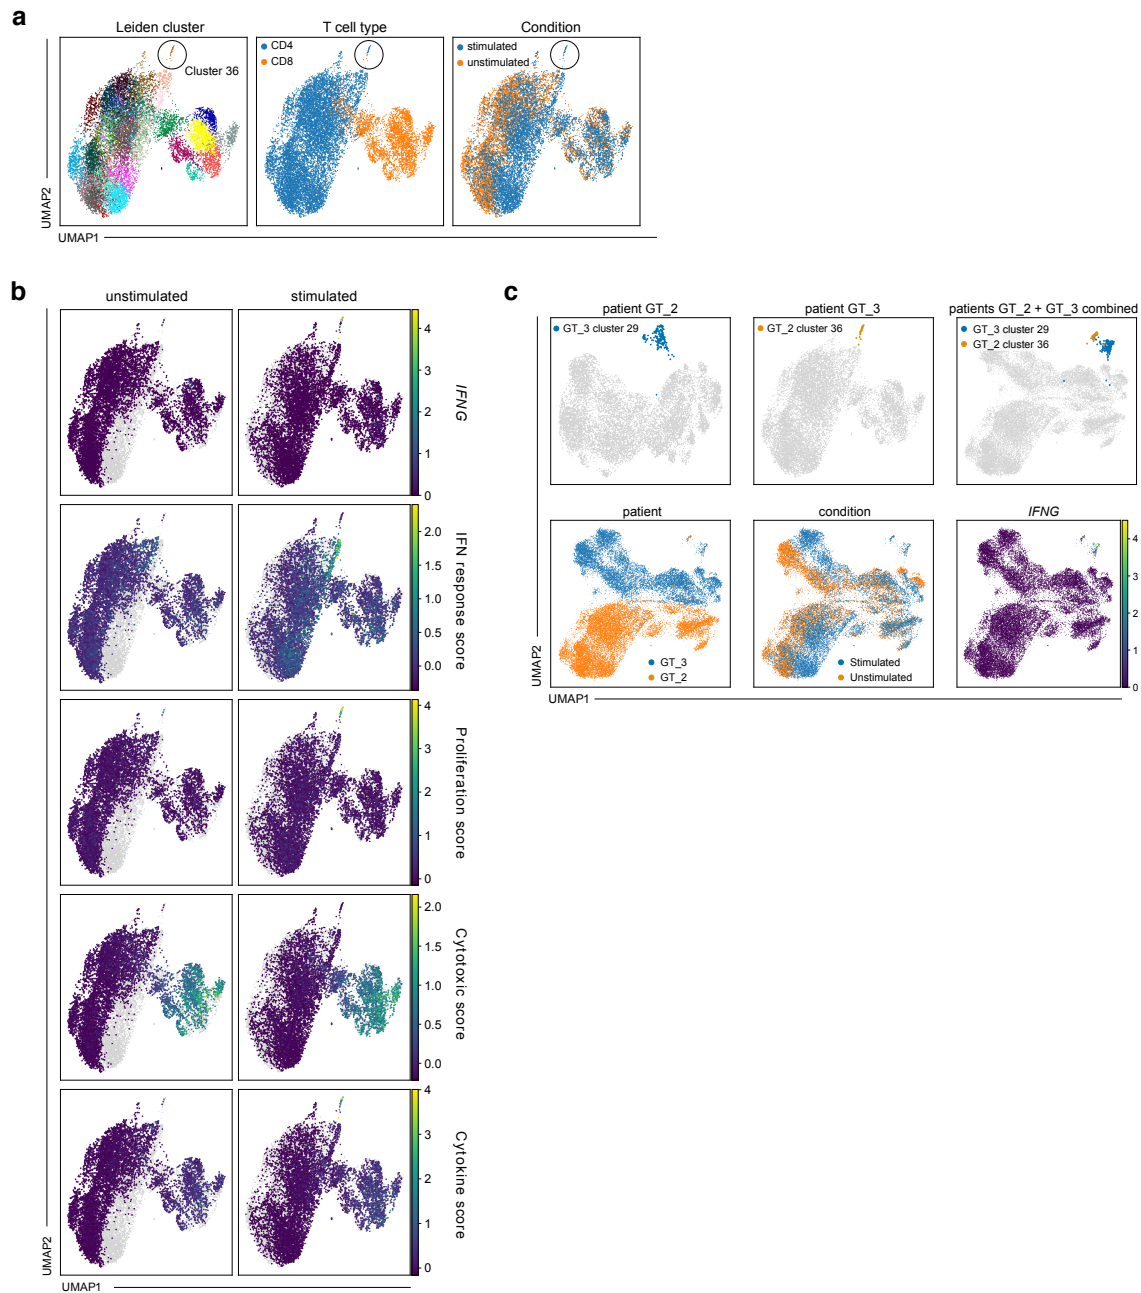 a
Leiden cluster
T cell type
Condition
Cluster 36
CD4
CD8
stimulated
unstimulated
UMAP2
UMAP1
b
unstimulated
stimulated
4
3
2
1
0
IFNG
2.0
1.5
1.0
0.5
0.0
IFN response score
4
3
2
1
0
Proliferation score
2.0
1.5
1.0
0.5
0.0
Cytotoxic score
4
3
2
1
0
Cytokine score
UMAP2
UMAP1
c
patient GT_2
patient GT_3
patients GT_2 + GT_3 combined
GT_3 cluster 29
GT_2 cluster 36
GT_3 cluster 29
GT_2 cluster 36
patient
condition
IFNG
GT_3
GT_2
Stimulated
Unstimulated
4
3
2
1
0
UMAP2
UMAP1